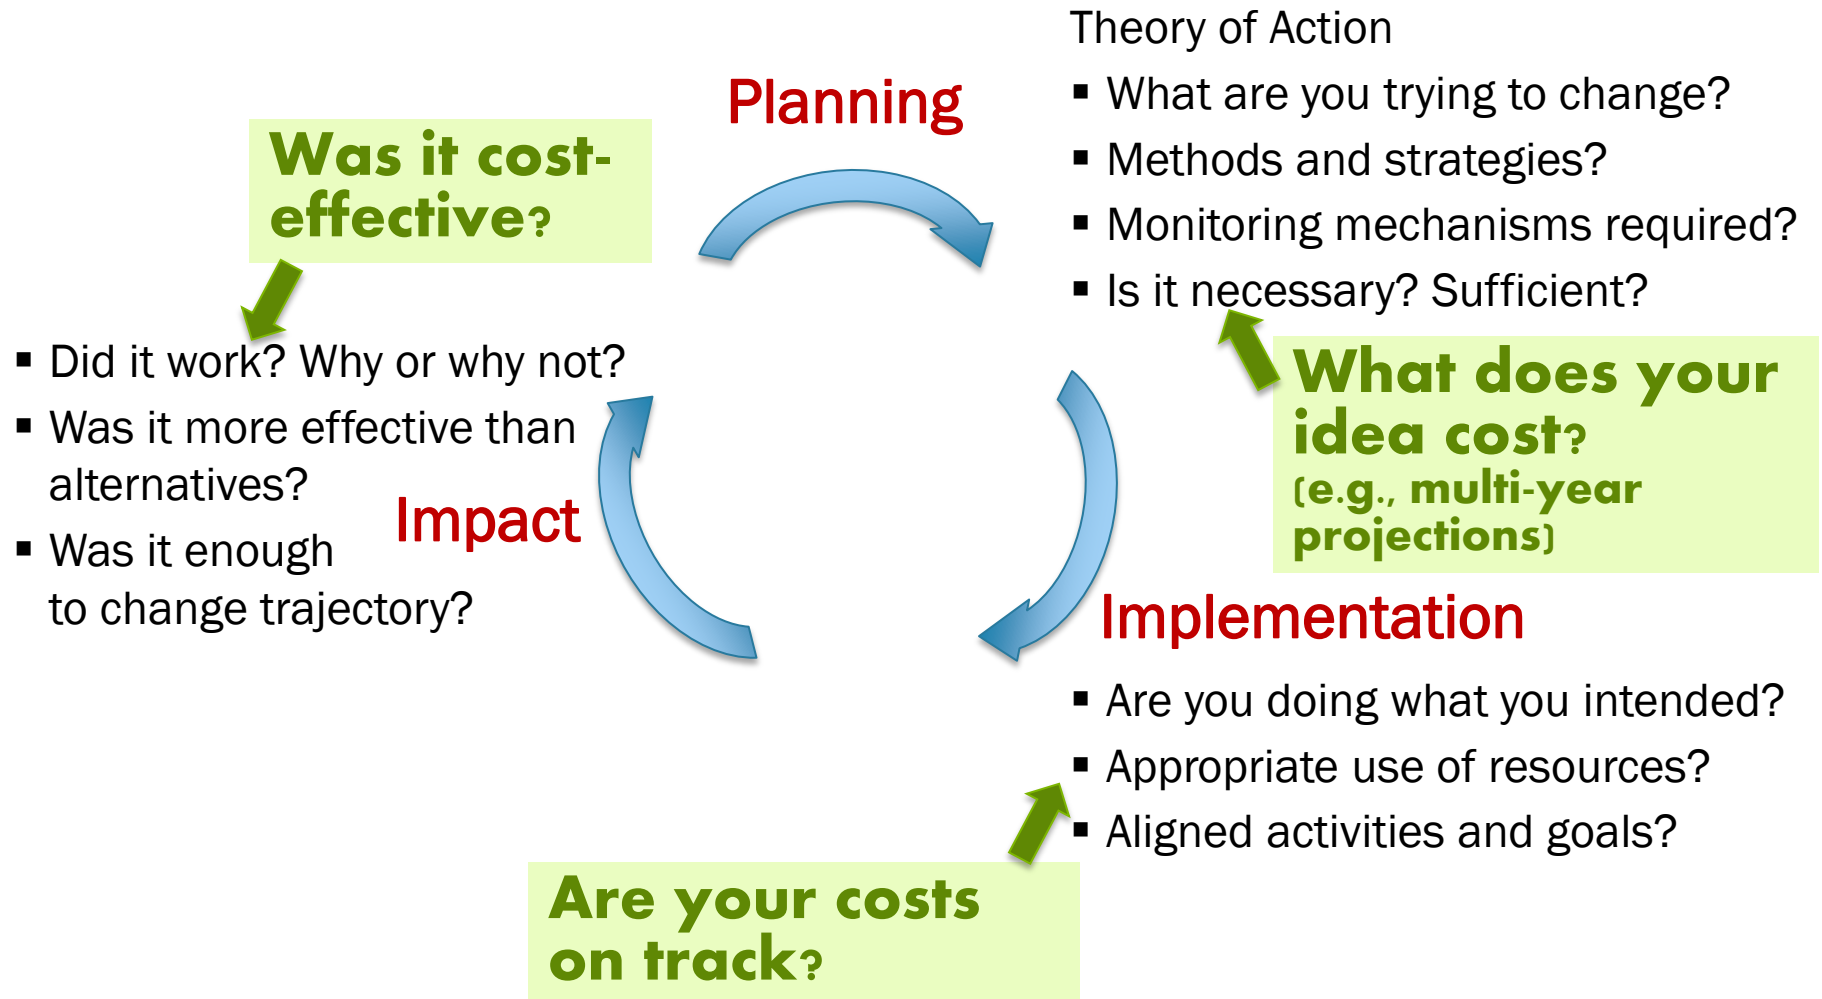 Planning
Theory of Action
▪ What are you trying to change?
▪ Methods and strategies?
▪ Monitoring mechanisms required?
▪ Is it necessary? Sufficient?
What does your
idea cost?
(e.g., multi-year
projections)
Implementation
▪ Are you doing what you intended?
▪ Appropriate use of resources?
▪ Aligned activities and goals?
Are your costs
on track?
Impact
▪ Did it work? Why or why not?
▪ Was it more effective than
alternatives?
▪ Was it enough
to change trajectory?
Was it cost-
effective?